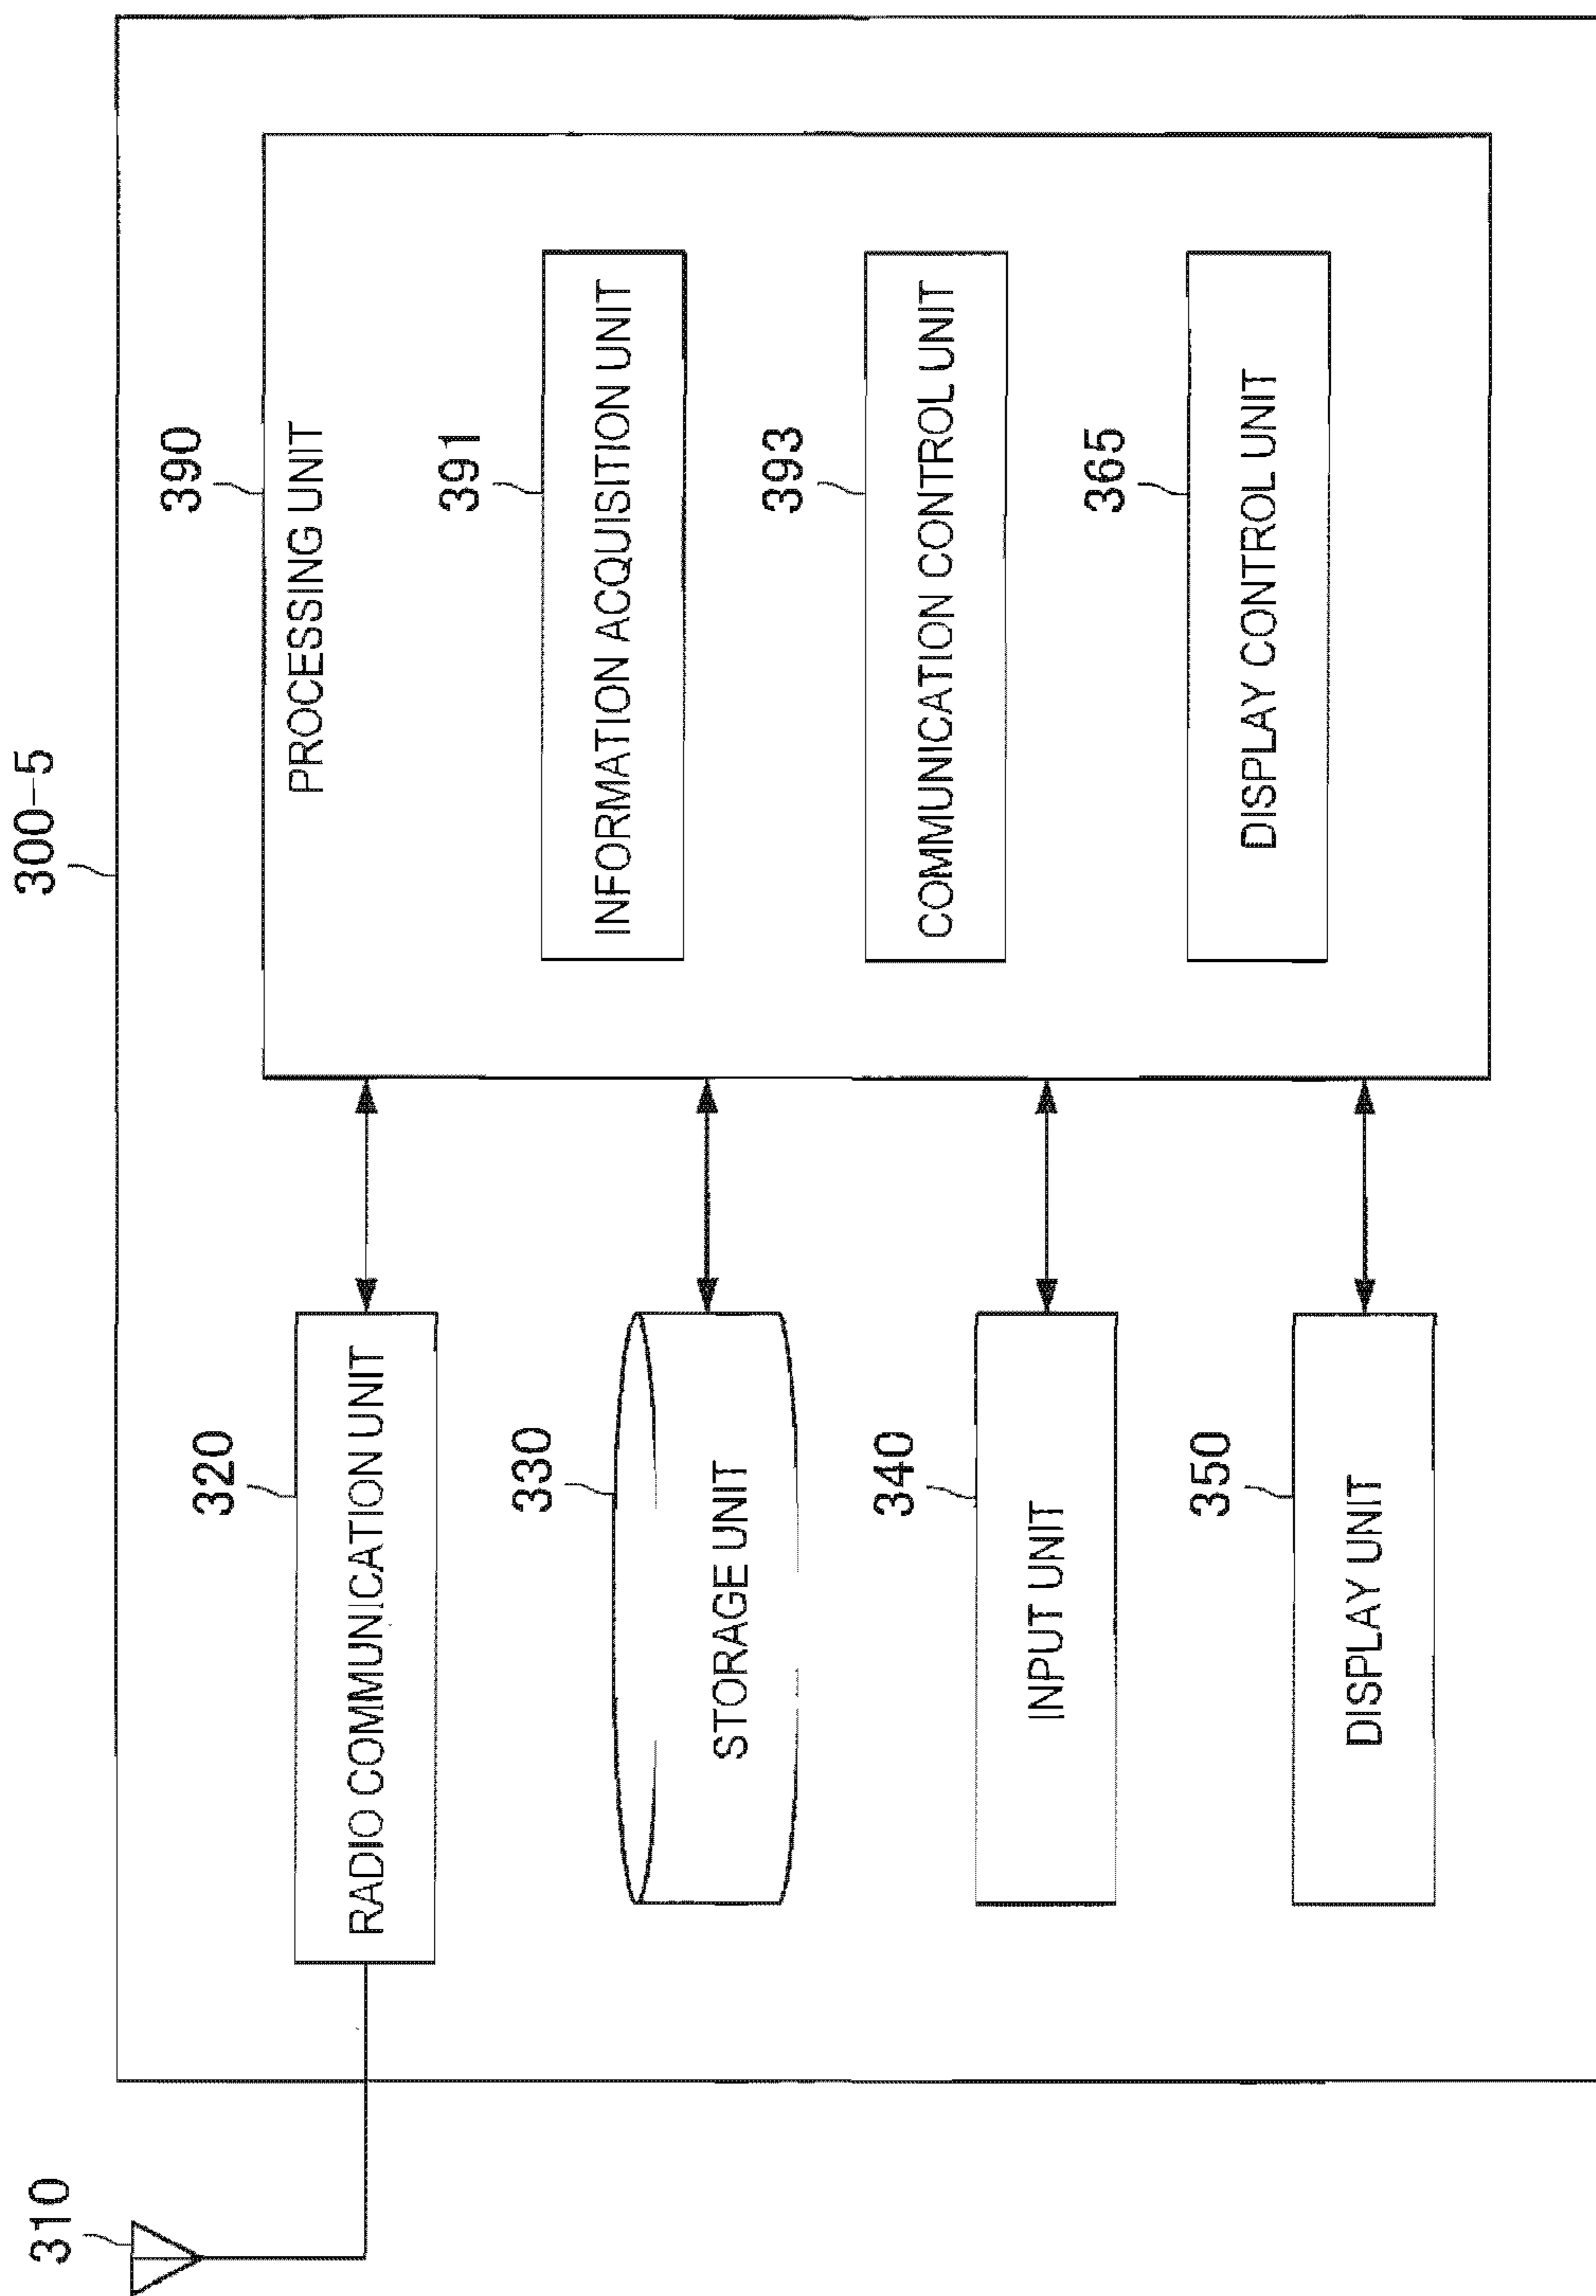 300-5
310
320
RADIO COMMUNICATION UNIT
330
STORAGE UNIT
340
INPUT UNIT
350
DISPLAY UNIT
390
PROCESSING UNIT
391
INFORMATION ACQUISITION UNIT
393
COMMUNICATION CONTROL UNIT
365
DISPLAY CONTROL UNIT